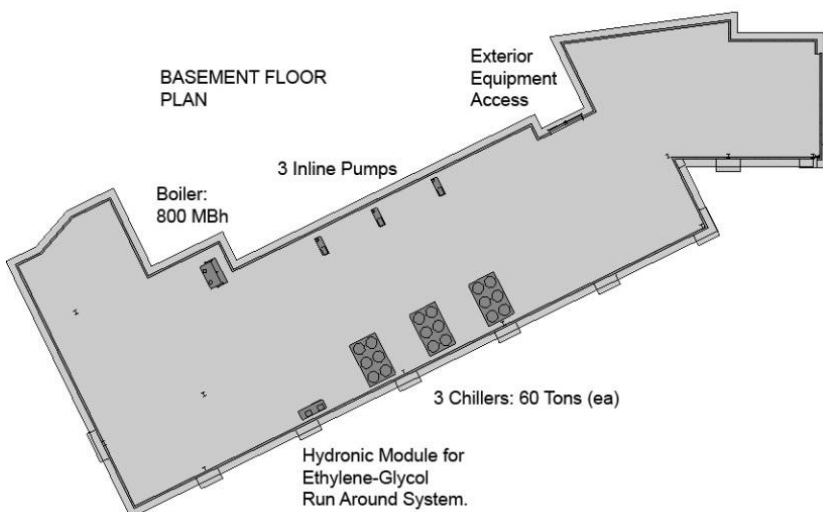 BASEMENT FLOOR
PLAN
Exterior
Equipment
Access
3 Inline Pumps
Boiler:
800 MBh
3 Chillers: 60 Tons (ea)
Hydronic Module for
Ethylene-Glycol
Run Around System.